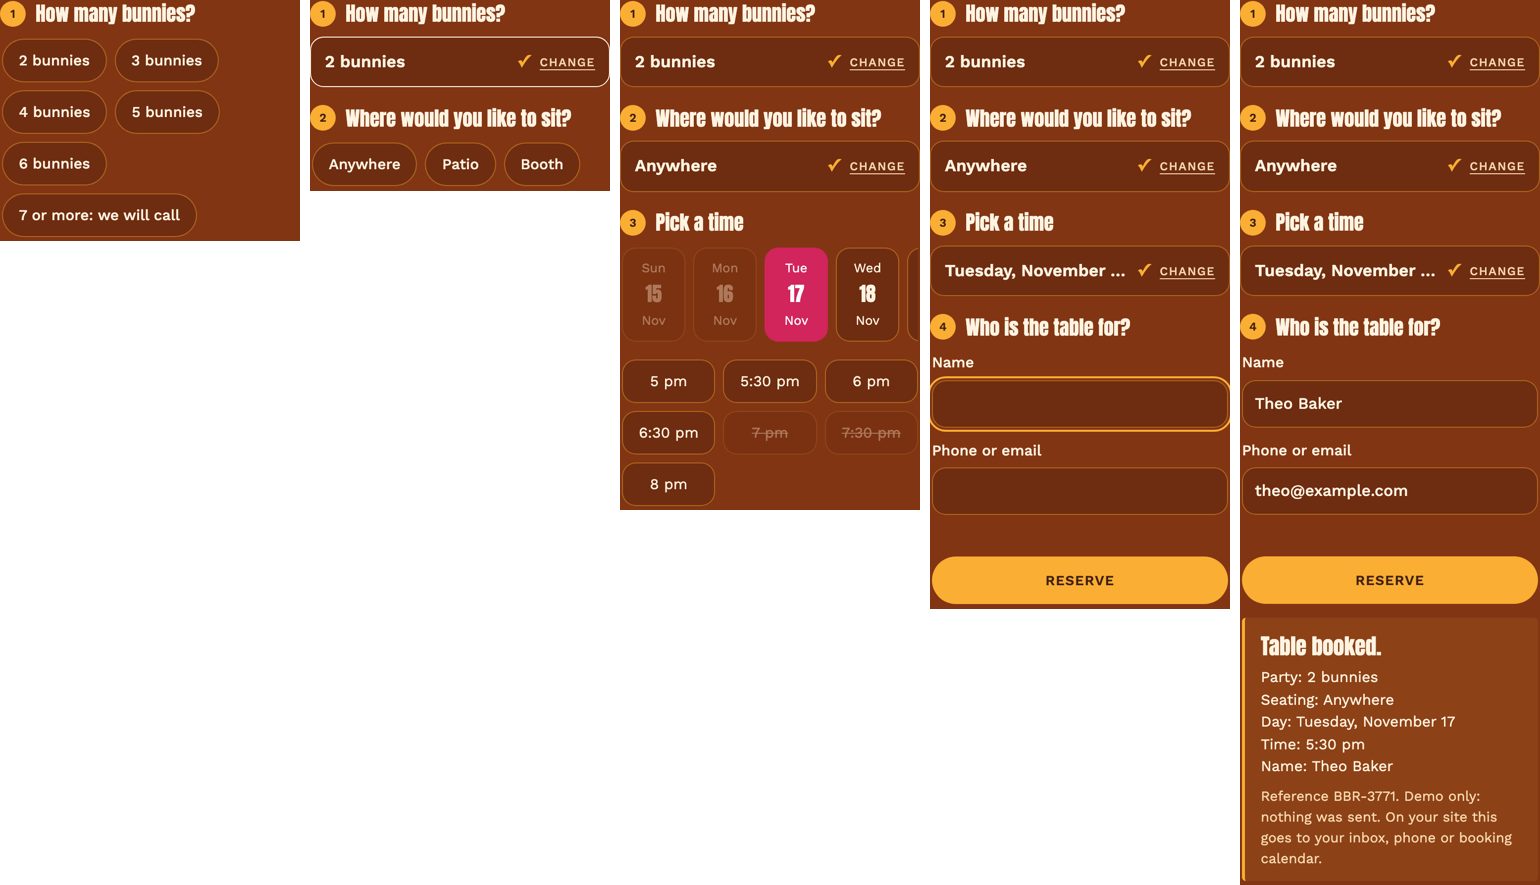 1 How many bunnies?
2 bunnies 3 bunnies
4 bunnies 5 bunnies
6 bunnies
7 or more: we will call
1 How many bunnies?
2 bunnies ✓ CHANGE
2 Where would you like to sit?
Anywhere Patio Booth
1 How many bunnies?
2 bunnies ✓ CHANGE
2 Where would you like to sit?
Anywhere ✓ CHANGE
3 Pick a time
Sun Mon Tue Wed
15 16 17 18
Nov Nov Nov Nov
5 pm 5:30 pm 6 pm
6:30 pm 7 pm 7:30 pm
8 pm
1 How many bunnies?
2 bunnies ✓ CHANGE
2 Where would you like to sit?
Anywhere ✓ CHANGE
3 Pick a time
Tuesday, November ... ✓ CHANGE
4 Who is the table for?
Name
Phone or email
RESERVE
1 How many bunnies?
2 bunnies ✓ CHANGE
2 Where would you like to sit?
Anywhere ✓ CHANGE
3 Pick a time
Tuesday, November ... ✓ CHANGE
4 Who is the table for?
Name
Theo Baker
Phone or email
theo@example.com
RESERVE
Table booked.
Party: 2 bunnies
Seating: Anywhere
Day: Tuesday, November 17
Time: 5:30 pm
Name: Theo Baker
Reference BBR-3771. Demo only:
nothing was sent. On your site this
goes to your inbox, phone or booking
calendar.